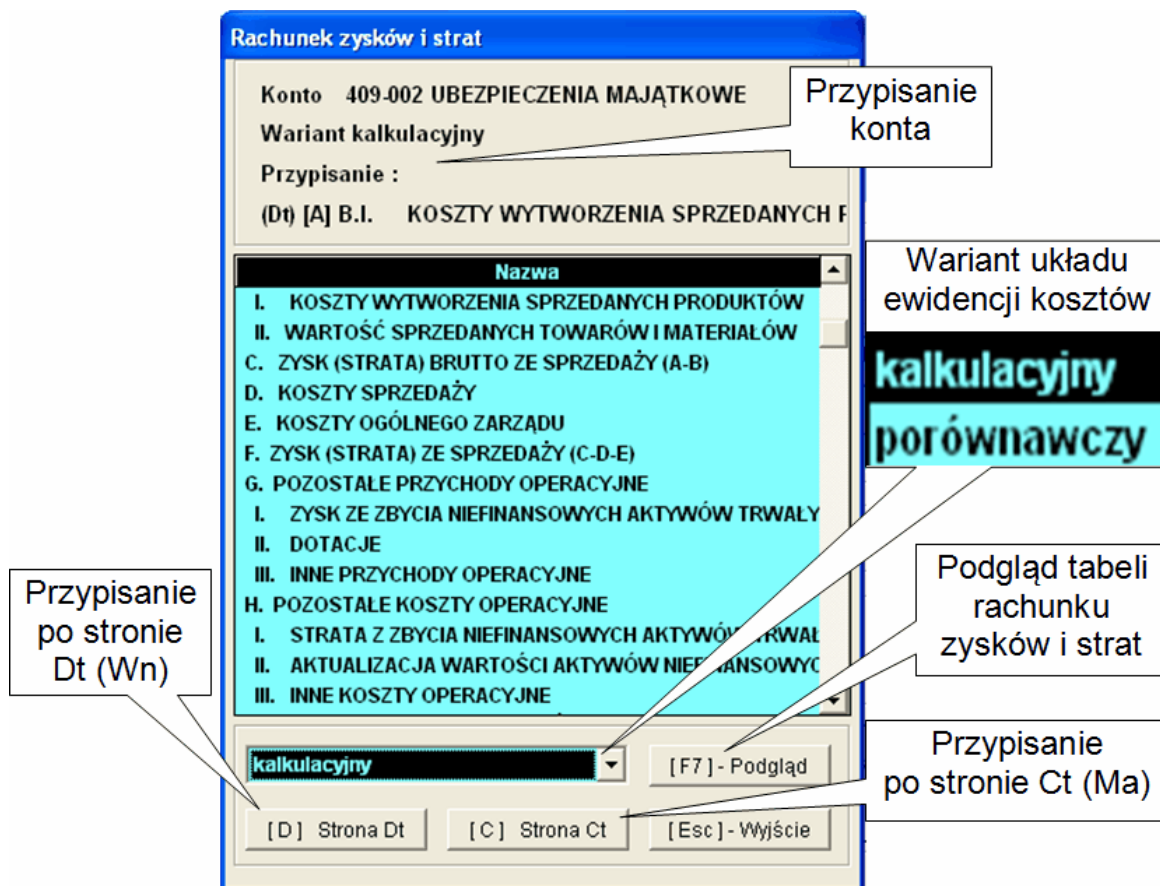 Rachunek zysków i strat
Konto 409-002 UBEZPIECZENIA MAJĄTKOWE
Wariant kalkulacyjny
Przypisanie :
(Dt) [A] B.I. KOSZTY WYTWORZENIA SPRZEDANYCH P
Przypisanie
konta
Nazwa
I. KOSZTY WYTWORZENIA SPRZEDANYCH PRODUKTÓW
II. WARTOŚĆ SPRZEDANYCH TOWARÓW I MATERIAŁÓW
C. ZYSK (STRATA) BRUTTO ZE SPRZEDAŻY (A-B)
D. KOSZTY SPRZEDAŻY
E. KOSZTY OGÓLNEGO ZARZĄDU
F. ZYSK (STRATA) ZE SPRZEDAŻY (C-D-E)
G. POZOSTAŁE PRZYCHODY OPERACYJNE
I. ZYSK ZE ZBYCIA NIEFINANSOWYCH AKTYWÓW TRWAŁY
II. DOTACJE
III. INNE PRZYCHODY OPERACYJNE
H. POZOSTAŁE KOSZTY OPERACYJNE
I. STRATA Z ZBYCIA NIEFINANSOWYCH AKTYWÓW TRWAŁ
II. AKTUALIZACJA WARTOŚCI AKTYWÓW NIEFINANSOWYC
III. INNE KOSZTY OPERACYJNE
Wariant układu
ewidencji kosztów
kalkulacyjny
porównawczy
Przypisanie
po stronie
Dt (Wn)
Podgląd tabeli
rachunku
zysków i strat
kalkulacyjny
[ F7 ] - Podgląd
Przypisanie
po stronie Ct (Ma)
[ D ] Strona Dt
[ C ] Strona Ct
[ Esc ] - Wyjście